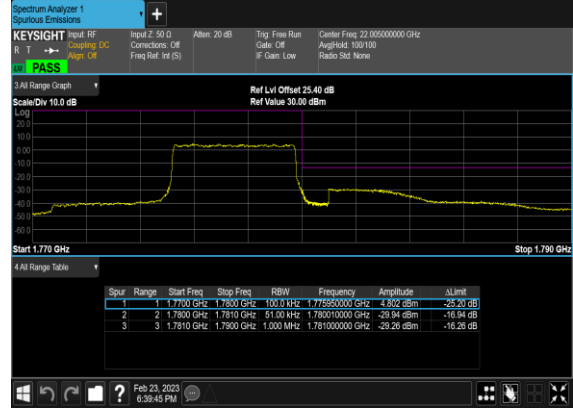 Spectrum Analyzer 1
Spurious Emissions
+
KEYSIGHT Input: RF Input Z: 50 Ω Atten: 20 dB Trig: Free Run Center Freq: 22.005000000 GHz
R T Coupling: DC Corrections: Off Gate: Off Avg|Hold: 100/100
Align: Off Freq Ref: Int (S) IF Gain: Low Radio Std: None
PASS
3 All Range Graph
Ref Lvl Offset 25.40 dB
Scale/Div 10.0 dB Ref Value 30.00 dBm
Log
20.0
10.0
0.00
-10.0
-20.0
-30.0
-40.0
-50.0
-60.0
Start 1.770 GHz Stop 1.790 GHz
4 All Range Table
Spur Range Start Freq Stop Freq RBW Frequency Amplitude ΔLimit
1 1 1.7700 GHz 1.7800 GHz 100.0 kHz 1.775950000 GHz 4.802 dBm -25.20 dB
2 2 1.7800 GHz 1.7810 GHz 51.00 kHz 1.780010000 GHz -29.94 dBm -16.94 dB
3 3 1.7810 GHz 1.7900 GHz 1.000 MHz 1.781000000 GHz -29.26 dBm -16.26 dB
? Feb 23, 2023
6:39:45 PM